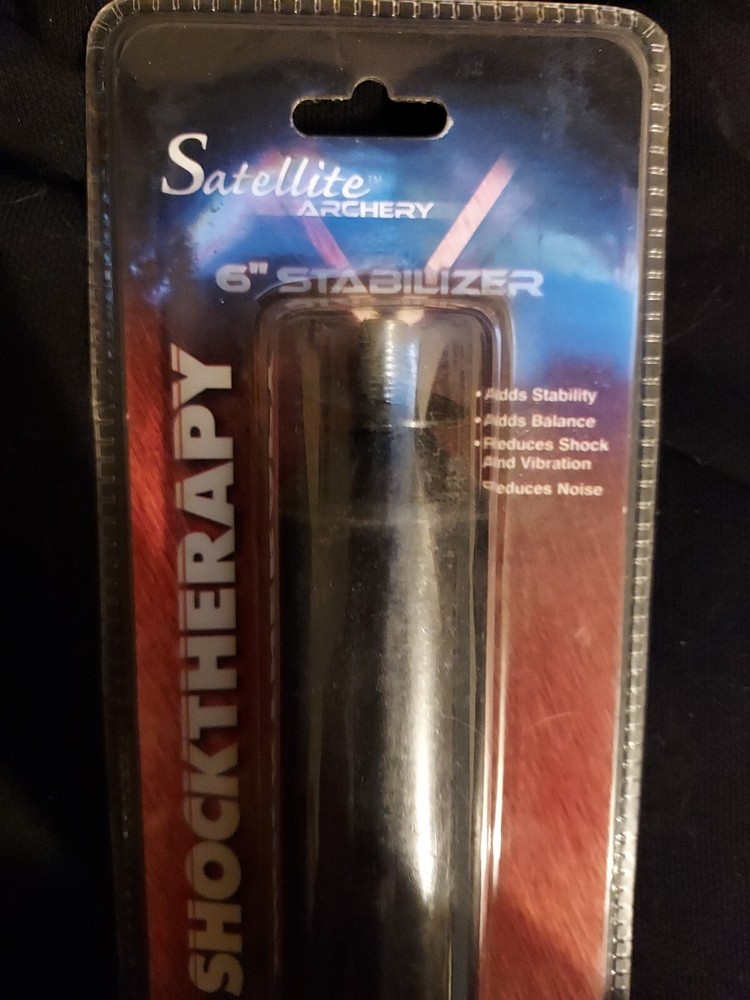 Satellite™
ARCHERY
6" STABILIZER
SHOCKTHERAPY
• Adds Stability
• Adds Balance
• Reduces Shock
And Vibration
Reduces Noise